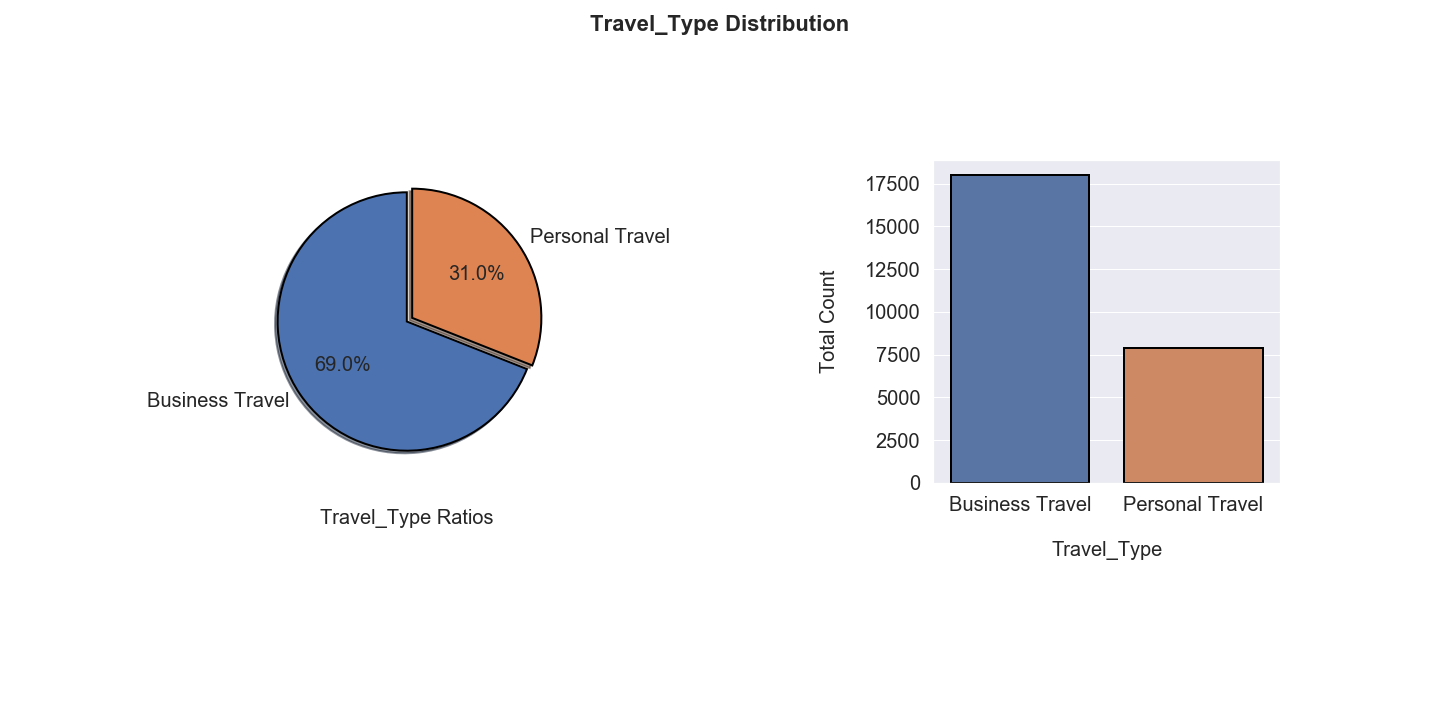 Travel_Type Distribution
Personal Travel
31.0%
69.0%
Business Travel
Travel_Type Ratios
Total Count
17500
15000
12500
10000
7500
5000
2500
0
Business Travel Personal Travel
Travel_Type